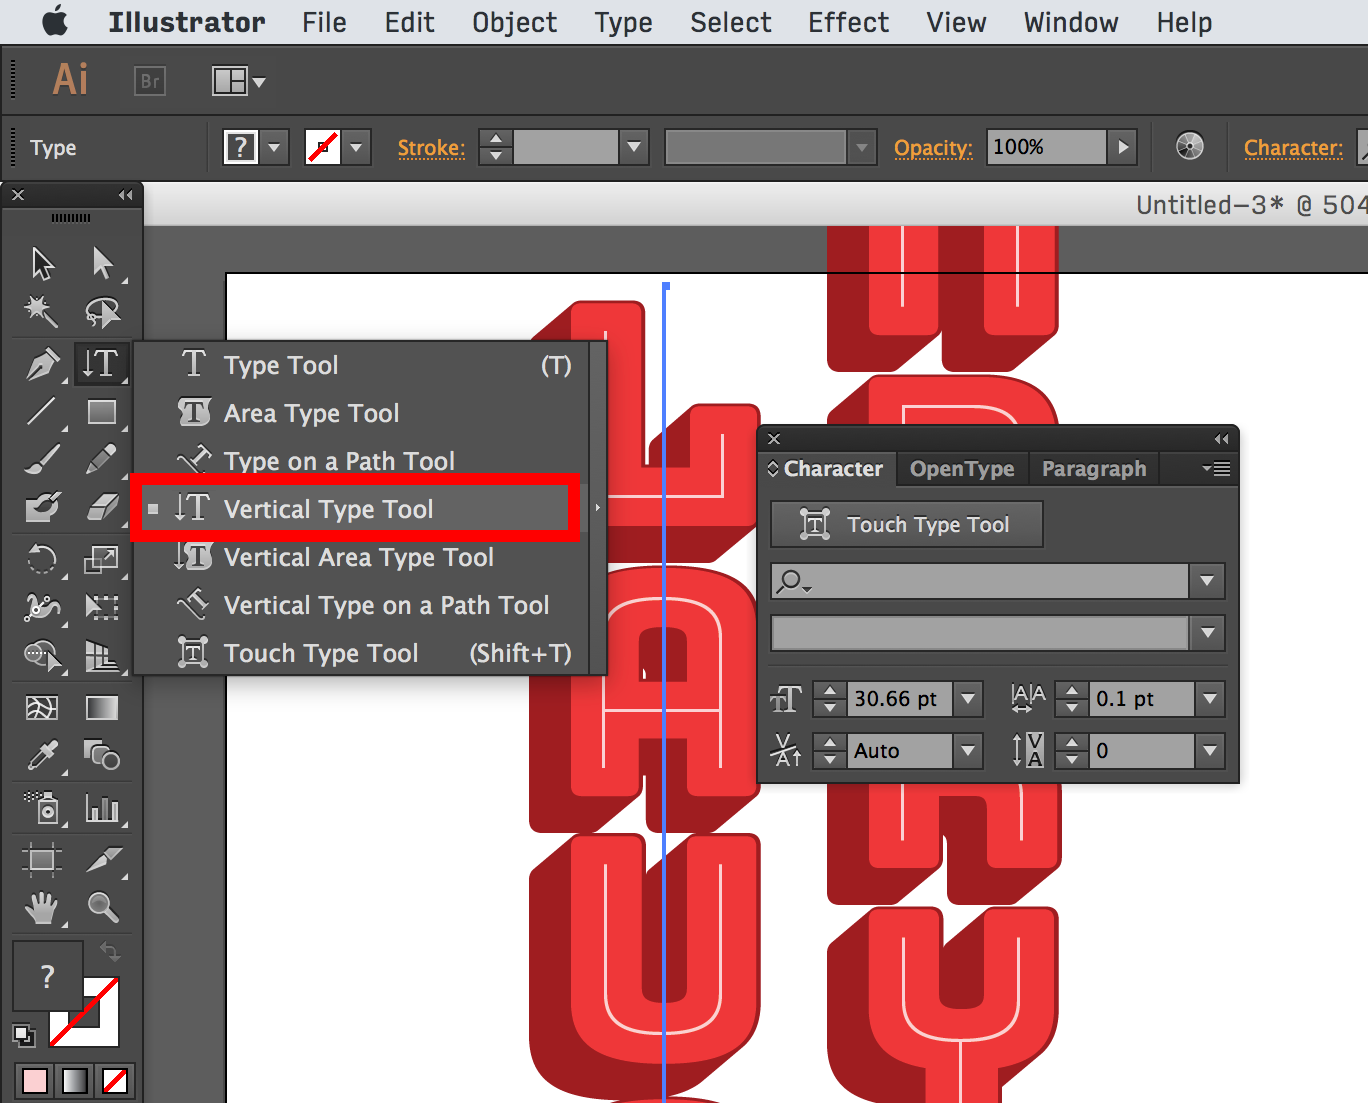 Illustrator File Edit Object Type Select Effect View Window Help
Ai Br
Type ? Stroke: Opacity: 100% Character:
Untitled-3* @ 504
T Type Tool (T)
T Area Type Tool
Type on a Path Tool
T Vertical Type Tool
T Vertical Area Type Tool
Vertical Type on a Path Tool
T Touch Type Tool (Shift+T)
Character OpenType Paragraph
T Touch Type Tool
30.66 pt 0.1 pt
Auto 0
?
L
A
U
R
A
Y